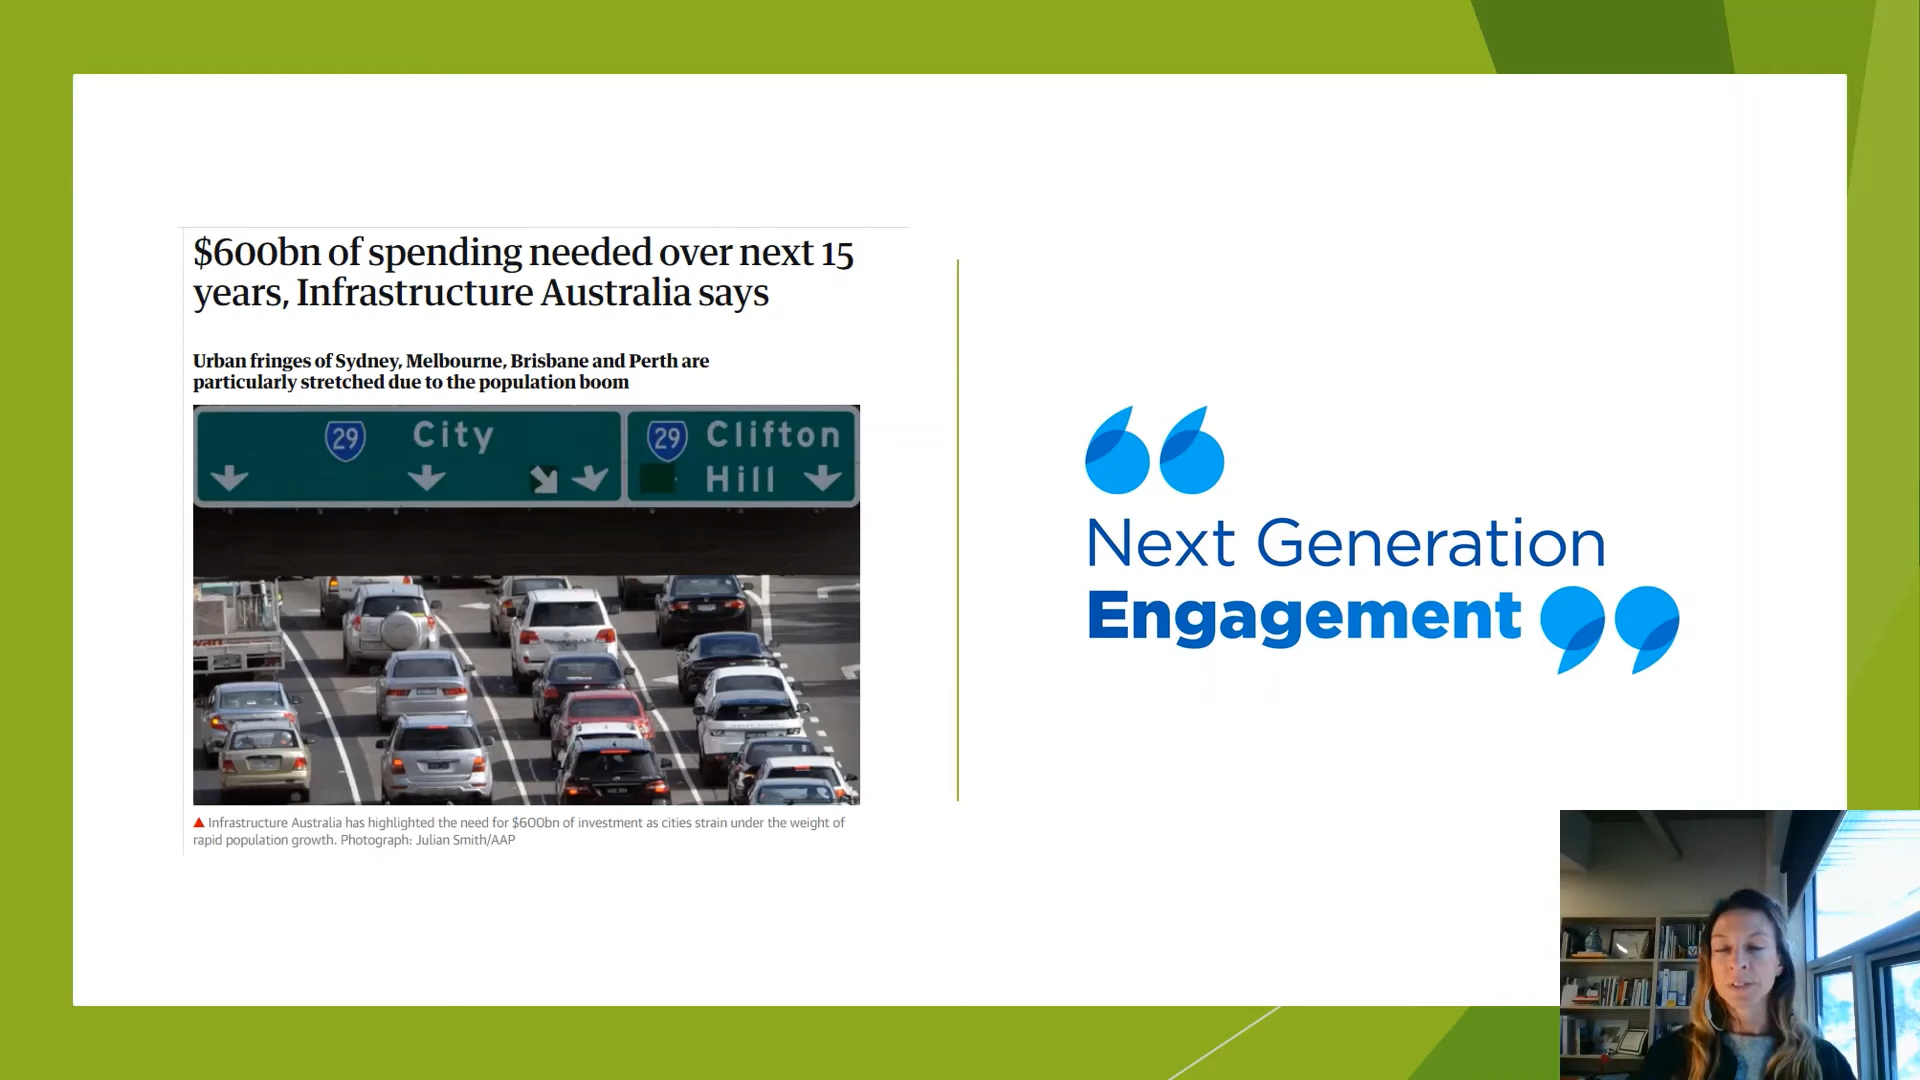 $600bn of spending needed over next 15
years, Infrastructure Australia says
Urban fringes of Sydney, Melbourne, Brisbane and Perth are
particularly stretched due to the population boom
29 City
29 Clifton
Hill
▲ Infrastructure Australia has highlighted the need for $600bn of investment as cities strain under the weight of
rapid population growth. Photograph: Julian Smith/AAP
“
Next Generation
Engagement ”